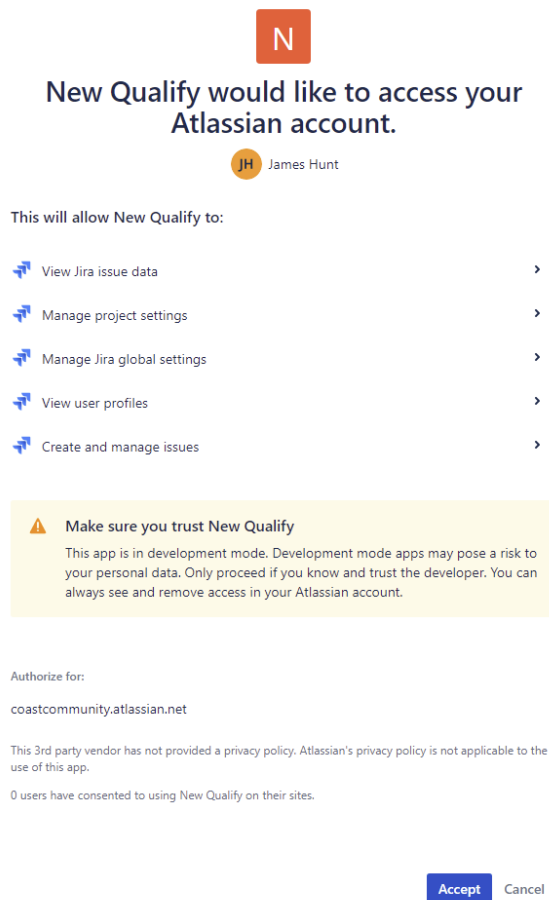 N
New Qualify would like to access your
Atlassian account.
JH James Hunt
This will allow New Qualify to:
View Jira issue data
Manage project settings
Manage Jira global settings
View user profiles
Create and manage issues
Make sure you trust New Qualify
This app is in development mode. Development mode apps may pose a risk to
your personal data. Only proceed if you know and trust the developer. You can
always see and remove access in your Atlassian account.
Authorize for:
coastcommunity.atlassian.net
This 3rd party vendor has not provided a privacy policy. Atlassian's privacy policy is not applicable to the
use of this app.
0 users have consented to using New Qualify on their sites.
Accept Cancel